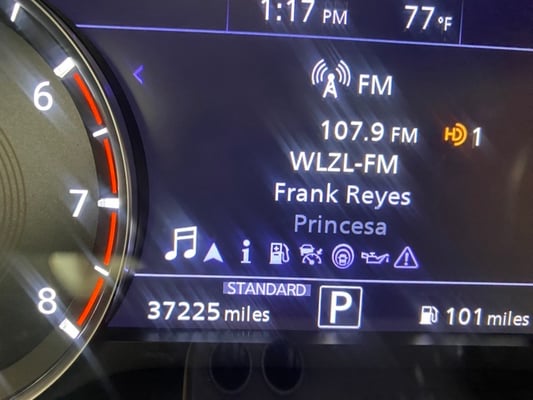 1:17 PM 77°F
FM
107.9 FM HD 1
WLZL-FM
Frank Reyes
Princesa
6
7
8
i
STANDARD
37225 miles P 101 miles